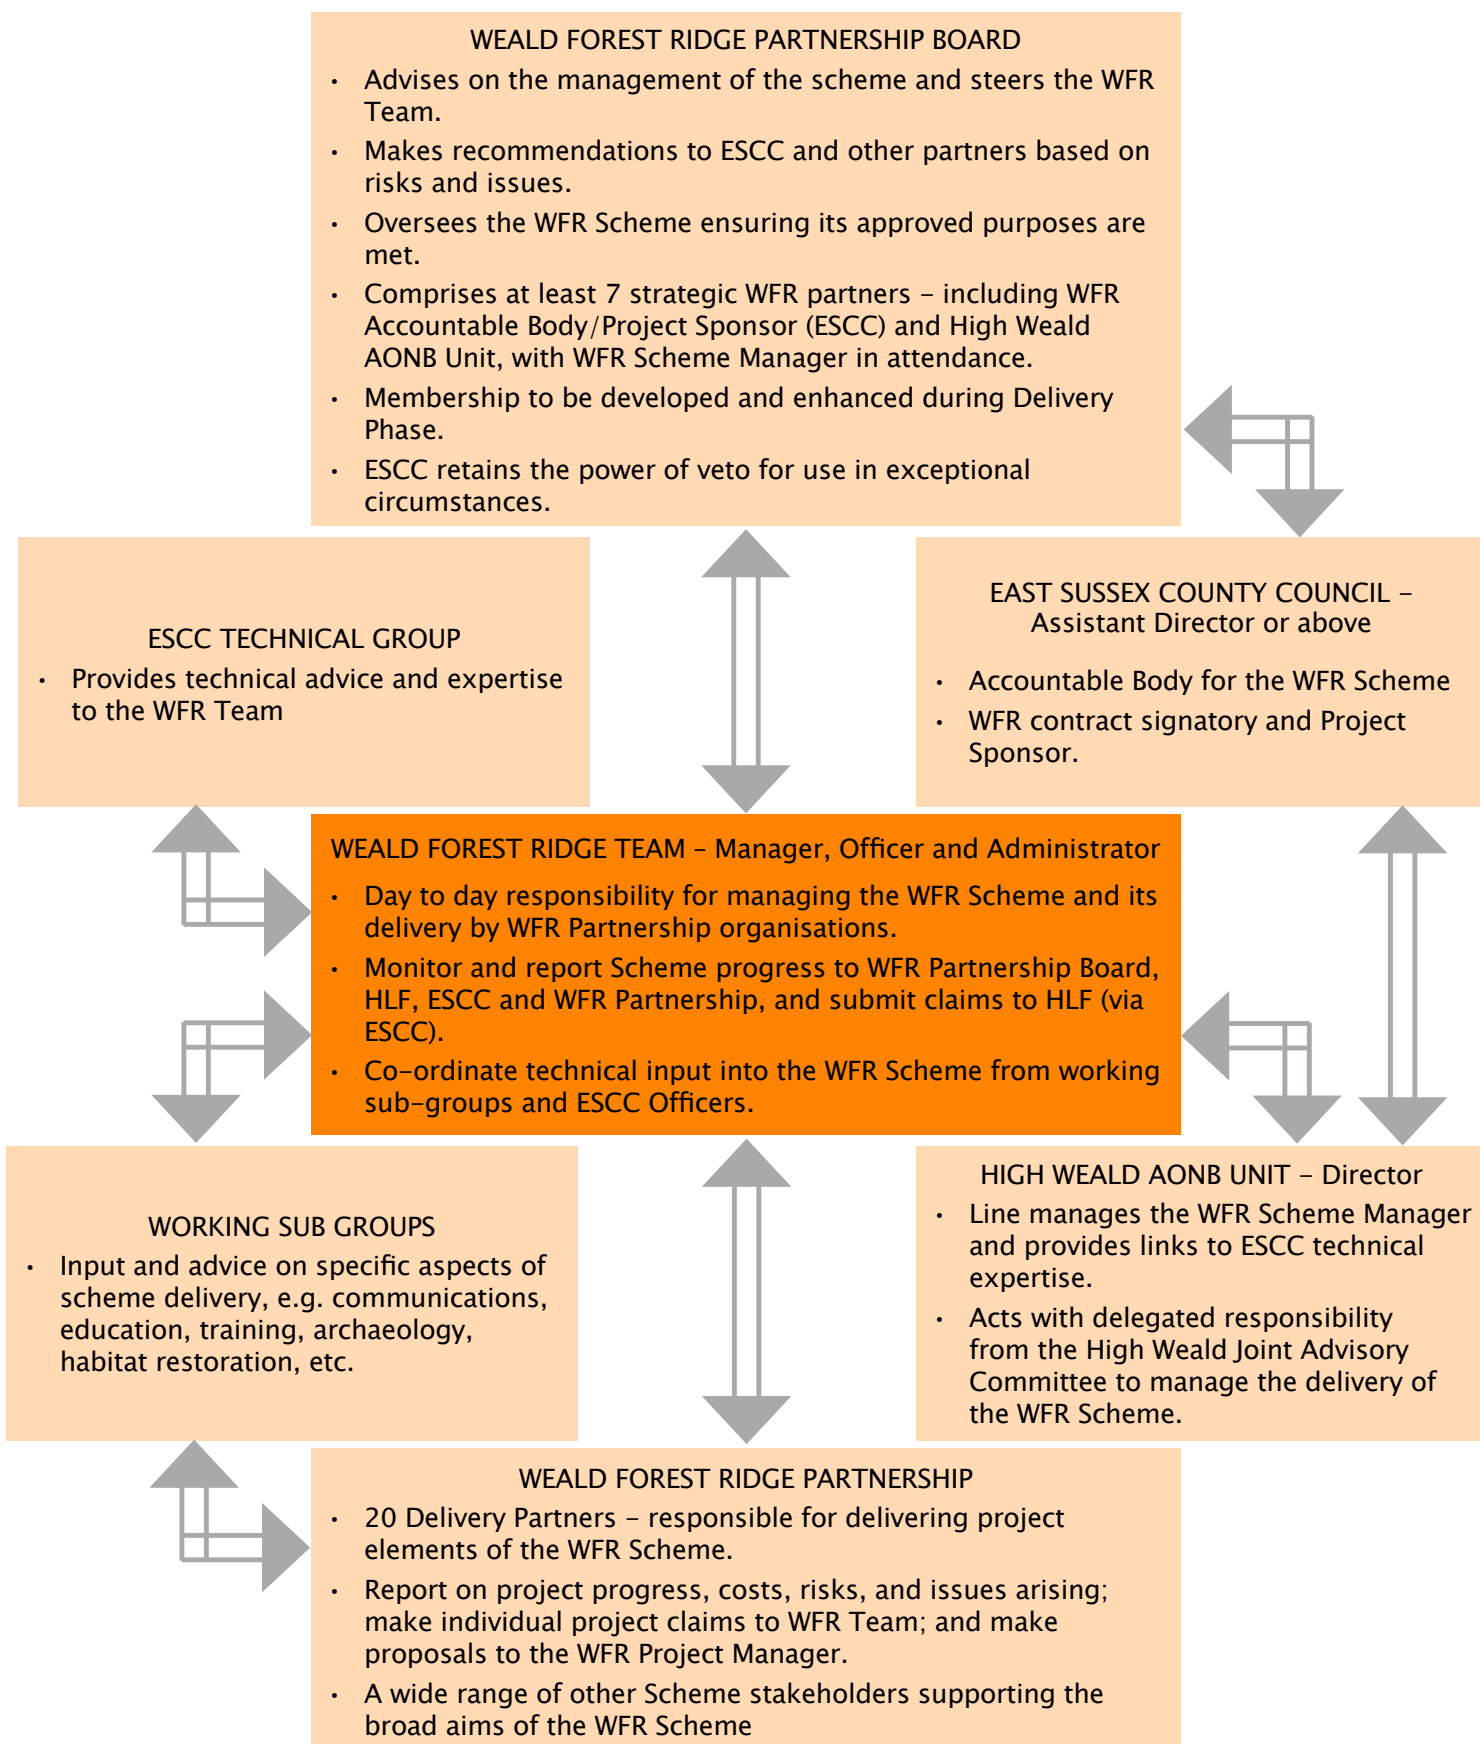 WEALD FOREST RIDGE PARTNERSHIP BOARD
• Advises on the management of the scheme and steers the WFR
Team.
• Makes recommendations to ESCC and other partners based on
risks and issues.
• Oversees the WFR Scheme ensuring its approved purposes are
met.
• Comprises at least 7 strategic WFR partners – including WFR
Accountable Body/Project Sponsor (ESCC) and High Weald
AONB Unit, with WFR Scheme Manager in attendance.
• Membership to be developed and enhanced during Delivery
Phase.
• ESCC retains the power of veto for use in exceptional
circumstances.
ESCC TECHNICAL GROUP
• Provides technical advice and expertise
to the WFR Team
EAST SUSSEX COUNTY COUNCIL –
Assistant Director or above
• Accountable Body for the WFR Scheme
• WFR contract signatory and Project
Sponsor.
WEALD FOREST RIDGE TEAM – Manager, Officer and Administrator
• Day to day responsibility for managing the WFR Scheme and its
delivery by WFR Partnership organisations.
• Monitor and report Scheme progress to WFR Partnership Board,
HLF, ESCC and WFR Partnership, and submit claims to HLF (via
ESCC).
• Co-ordinate technical input into the WFR Scheme from working
sub-groups and ESCC Officers.
WORKING SUB GROUPS
• Input and advice on specific aspects of
scheme delivery, e.g. communications,
education, training, archaeology,
habitat restoration, etc.
HIGH WEALD AONB UNIT – Director
• Line manages the WFR Scheme Manager
and provides links to ESCC technical
expertise.
• Acts with delegated responsibility
from the High Weald Joint Advisory
Committee to manage the delivery of
the WFR Scheme.
WEALD FOREST RIDGE PARTNERSHIP
• 20 Delivery Partners – responsible for delivering project
elements of the WFR Scheme.
• Report on project progress, costs, risks, and issues arising;
make individual project claims to WFR Team; and make
proposals to the WFR Project Manager.
• A wide range of other Scheme stakeholders supporting the
broad aims of the WFR Scheme